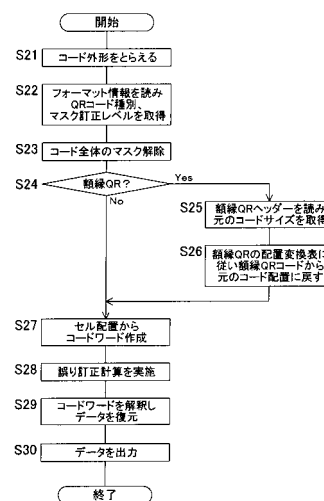 開始
S21
コード外形をとらえる
S22
フォーマット情報を読み
QRコード種別、
マスク訂正レベルを取得
S23
コード全体のマスク解除
S24
額縁QR?
Yes
No
S25
額縁QRヘッダーを読み
元のコードサイズを取得
S26
額縁QRの配置変換表に
従い額縁QRコードから
元のコード配置に戻す
S27
セル配置から
コードワード作成
S28
誤り訂正計算を実施
S29
コードワードを解釈し
データを復元
S30
データを出力
終了